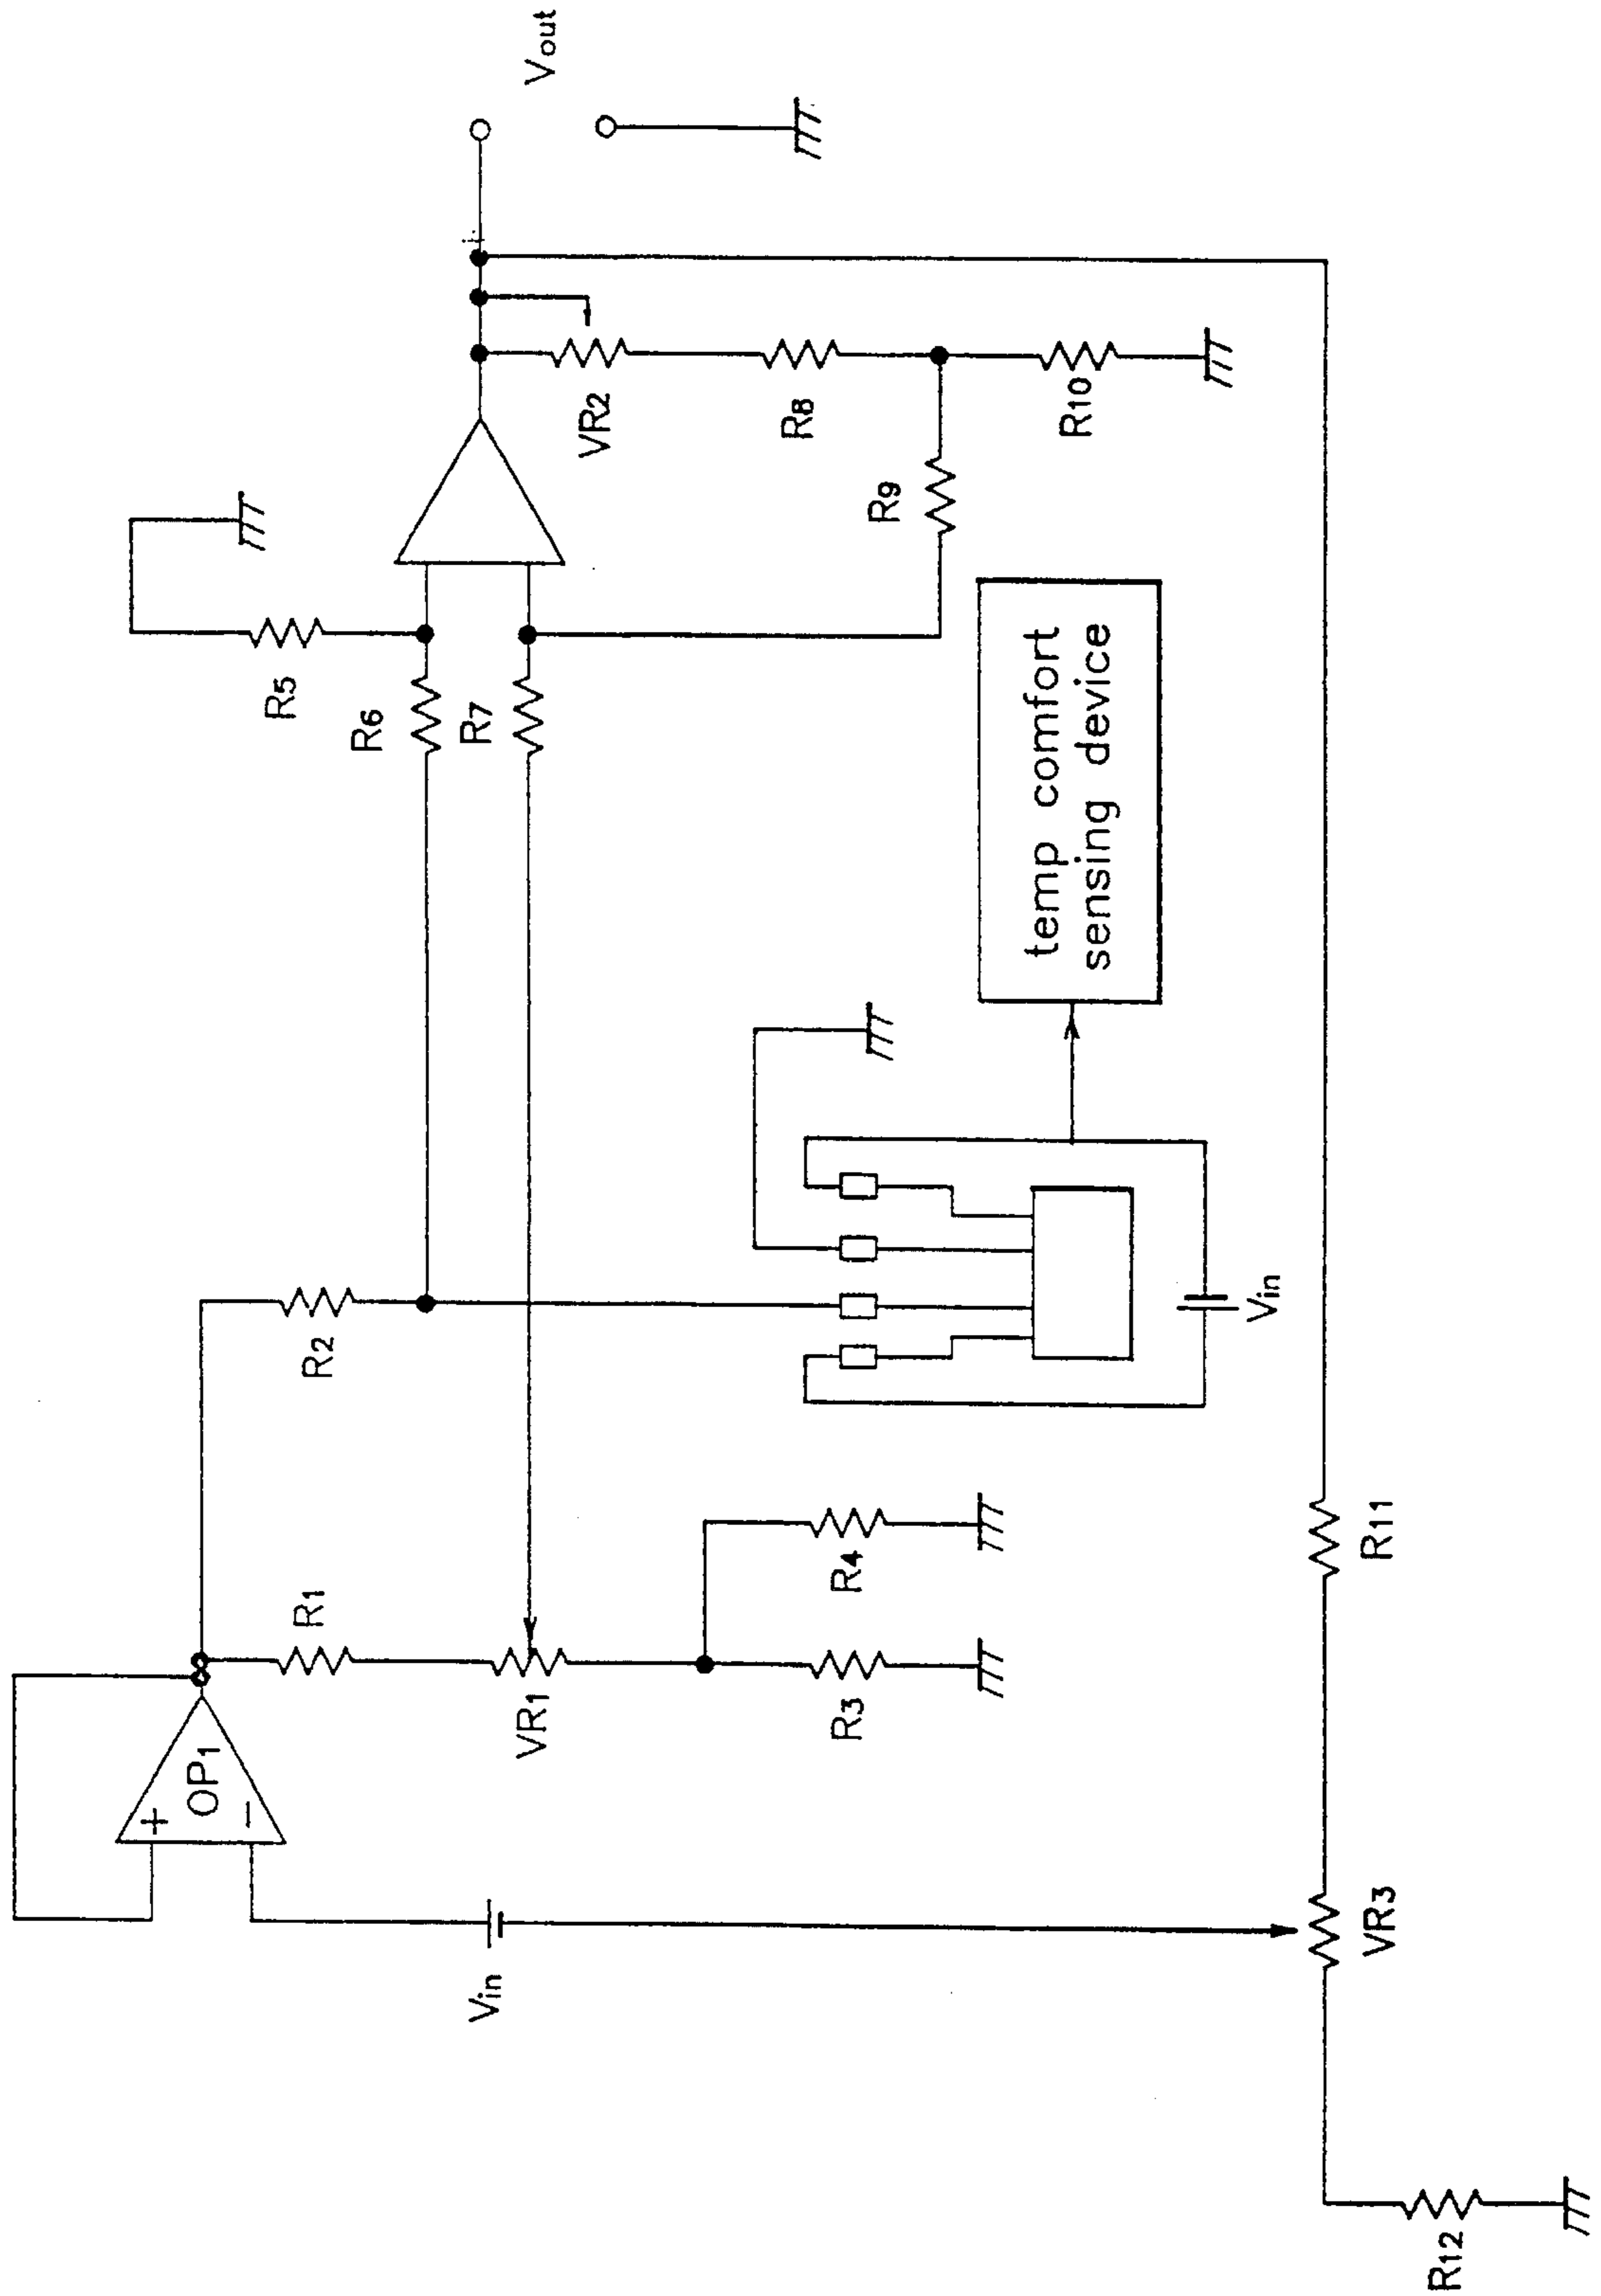 OP1
+
−
Vin
R1
VR1
R3
R4
R2
R5
R6
R7
VR2
R8
R9
R10
Vout
temp comfort
sensing device
Vin
R11
VR3
R12